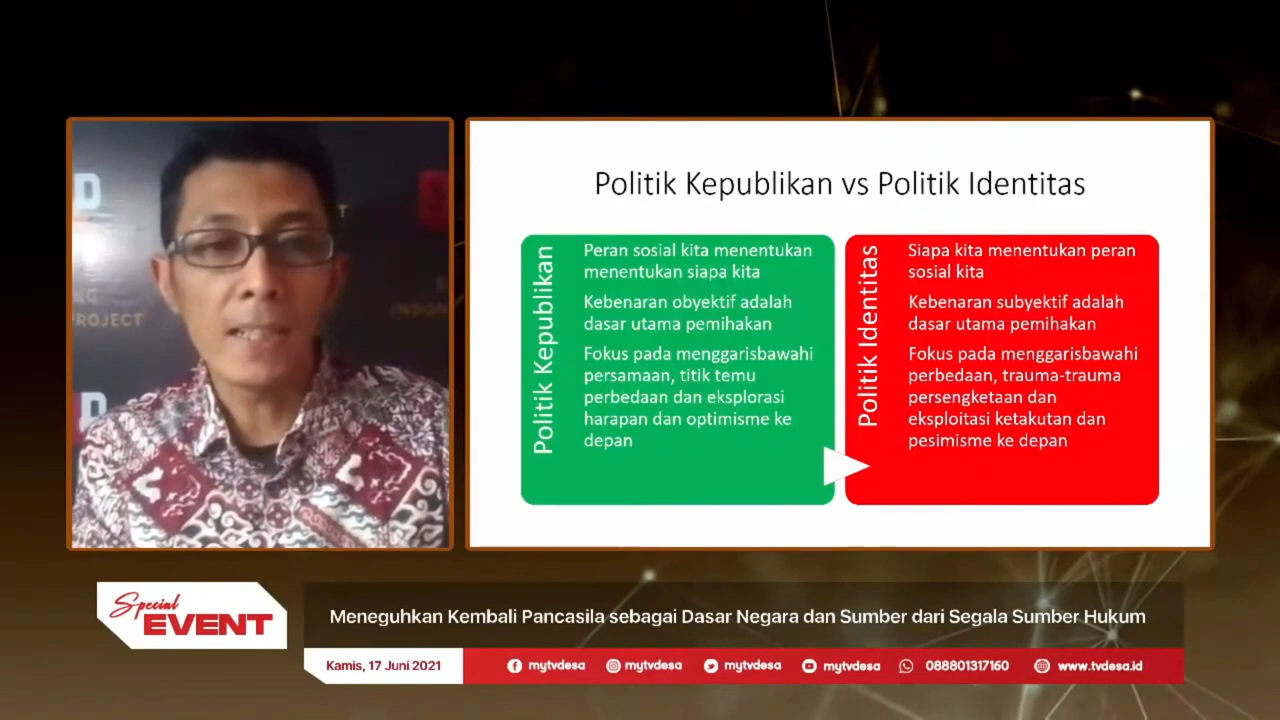 D
T
NG
PROJECT
D
Politik Kepublikan vs Politik Identitas
Politik Kepublikan
Peran sosial kita menentukan
menentukan siapa kita
Kebenaran obyektif adalah
dasar utama pemihakan
Fokus pada menggarisbawahi
persamaan, titik temu
perbedaan dan eksplorasi
harapan dan optimisme ke
depan
Politik Identitas
Siapa kita menentukan peran
sosial kita
Kebenaran subyektif adalah
dasar utama pemihakan
Fokus pada menggarisbawahi
perbedaan, trauma-trauma
persengketaan dan
eksploitasi ketakutan dan
pesimisme ke depan
Special
EVENT
Meneguhkan Kembali Pancasila sebagai Dasar Negara dan Sumber dari Segala Sumber Hukum
Kamis, 17 Juni 2021
mytvdesa mytvdesa mytvdesa mytvdesa 088801317160 www.tvdesa.id